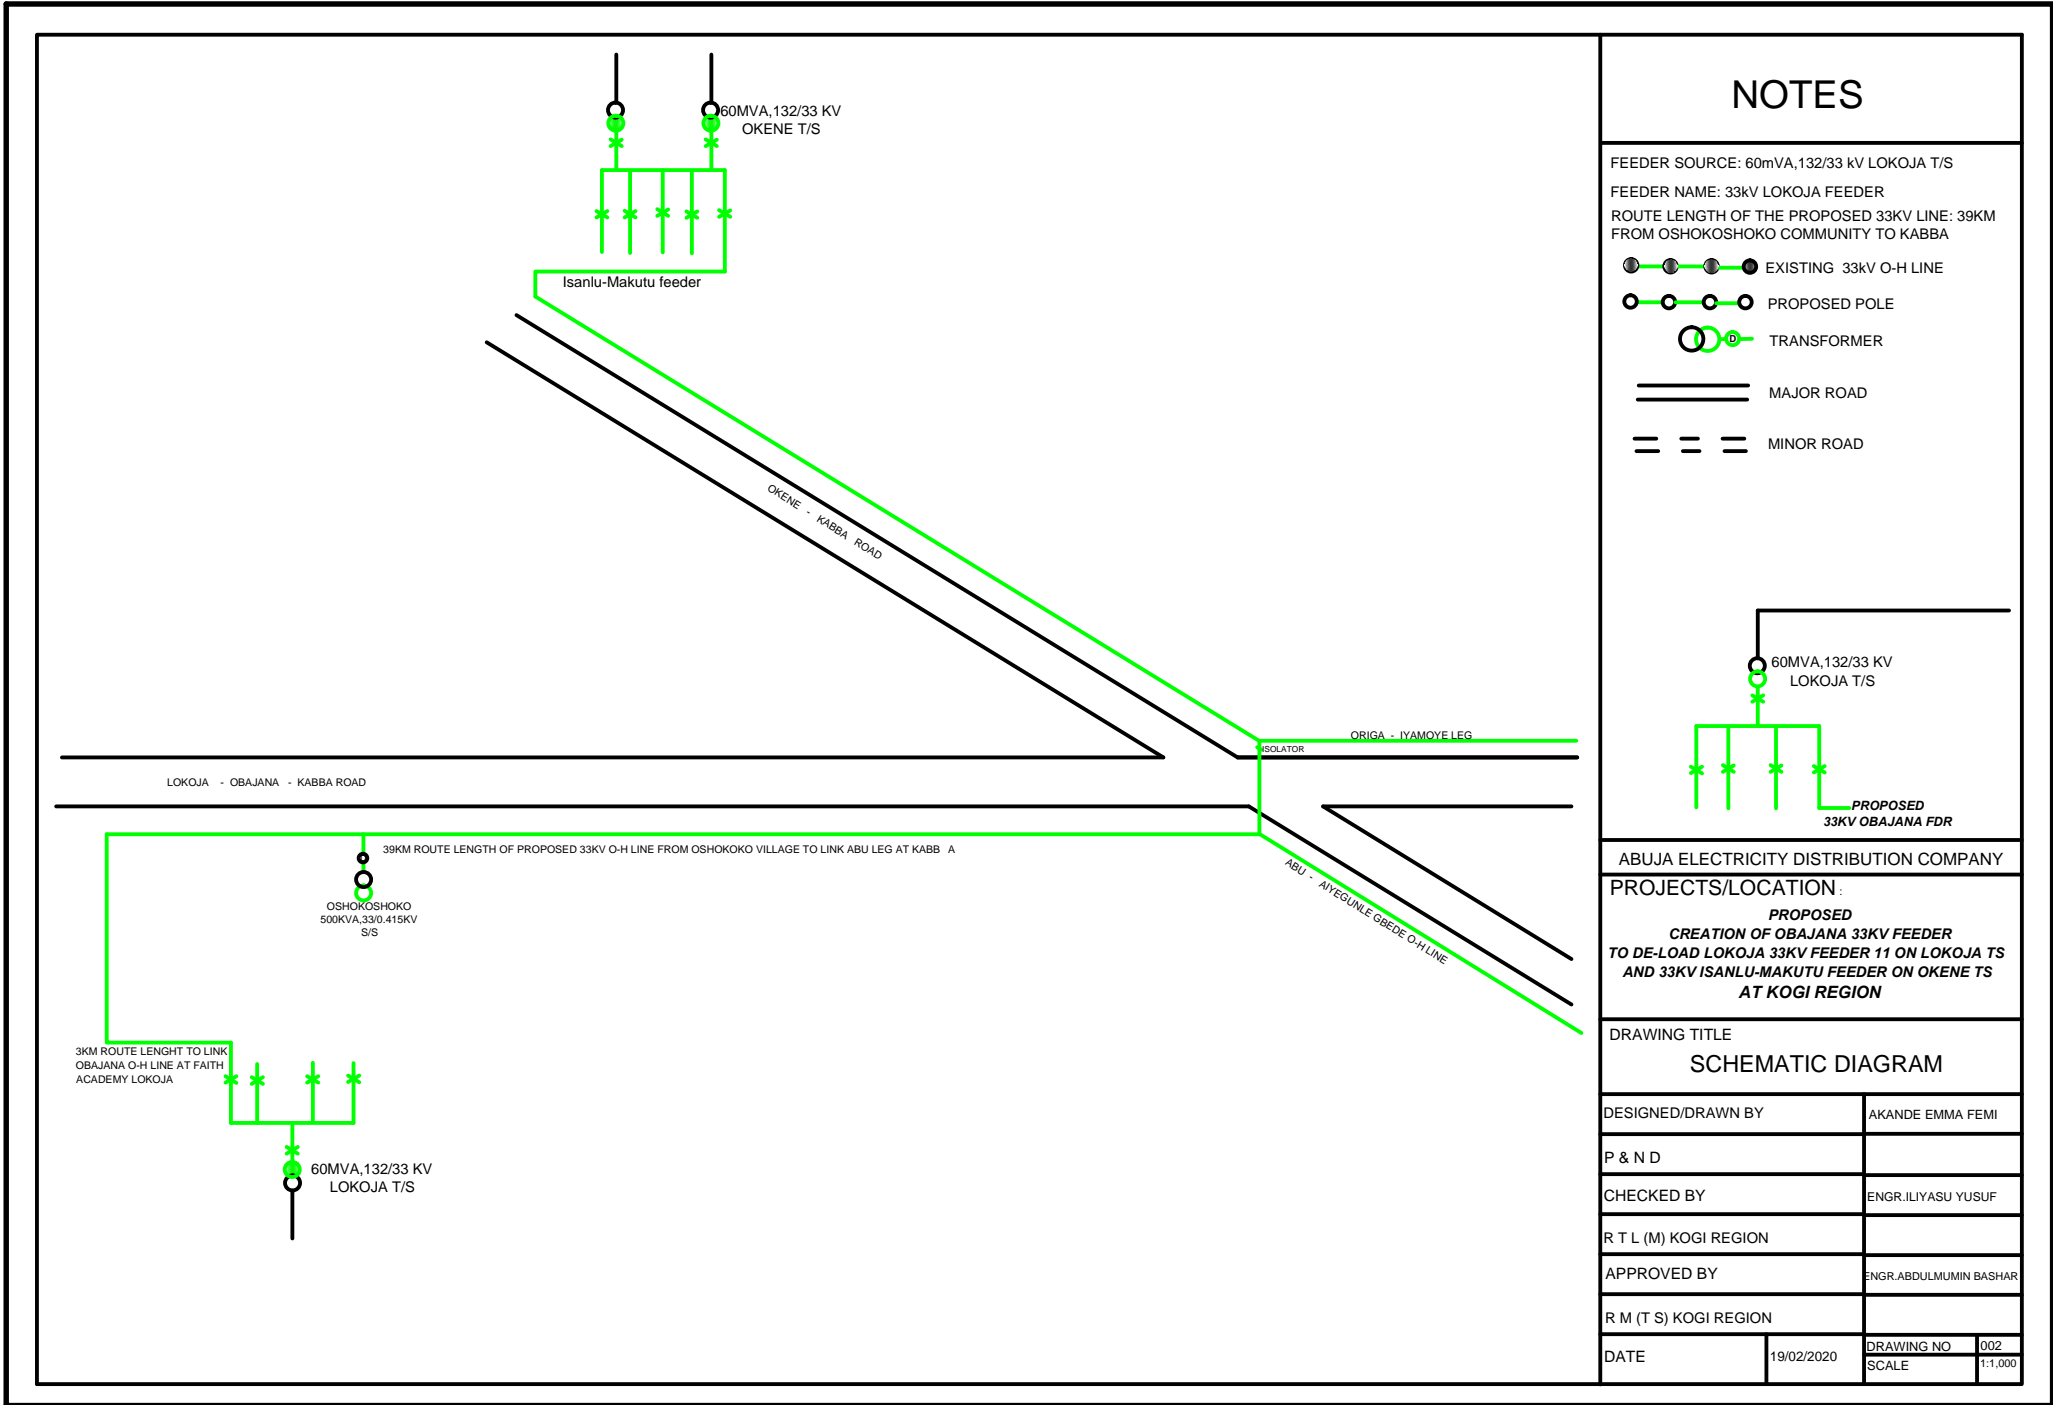 60MVA,132/33 KV
OKENE T/S
Isanlu-Makutu feeder
OKENE - KABBA ROAD
ORIGA - IYAMOYE LEG
INSOLATOR
LOKOJA - OBAJANA - KABBA ROAD
39KM ROUTE LENGTH OF PROPOSED 33KV O-H LINE FROM OSHOKOKO VILLAGE TO LINK ABU LEG AT KABB A
ABU - AIYEGUNLE GBEDE O-H LINE
OSHOKOSHOKO
500KVA,33/0.415KV
S/S
3KM ROUTE LENGHT TO LINK
OBAJANA O-H LINE AT FAITH
ACADEMY LOKOJA
60MVA,132/33 KV
LOKOJA T/S
NOTES
FEEDER SOURCE: 60mVA,132/33 kV LOKOJA T/S
FEEDER NAME: 33kV LOKOJA FEEDER
ROUTE LENGTH OF THE PROPOSED 33KV LINE: 39KM
FROM OSHOKOSHOKO COMMUNITY TO KABBA
EXISTING 33kV O-H LINE
PROPOSED POLE
D
TRANSFORMER
MAJOR ROAD
MINOR ROAD
60MVA,132/33 KV
LOKOJA T/S
PROPOSED
33KV OBAJANA FDR
ABUJA ELECTRICITY DISTRIBUTION COMPANY
PROJECTS/LOCATION :
PROPOSED
CREATION OF OBAJANA 33KV FEEDER
TO DE-LOAD LOKOJA 33KV FEEDER 11 ON LOKOJA TS
AND 33KV ISANLU-MAKUTU FEEDER ON OKENE TS
AT KOGI REGION
DRAWING TITLE
SCHEMATIC DIAGRAM
DESIGNED/DRAWN BY AKANDE EMMA FEMI
P & N D
CHECKED BY ENGR.ILIYASU YUSUF
R T L (M) KOGI REGION
APPROVED BY ENGR.ABDULMUMIN BASHAR
R M (T S) KOGI REGION
DATE 19/02/2020
DRAWING NO 002
SCALE 1:1,000